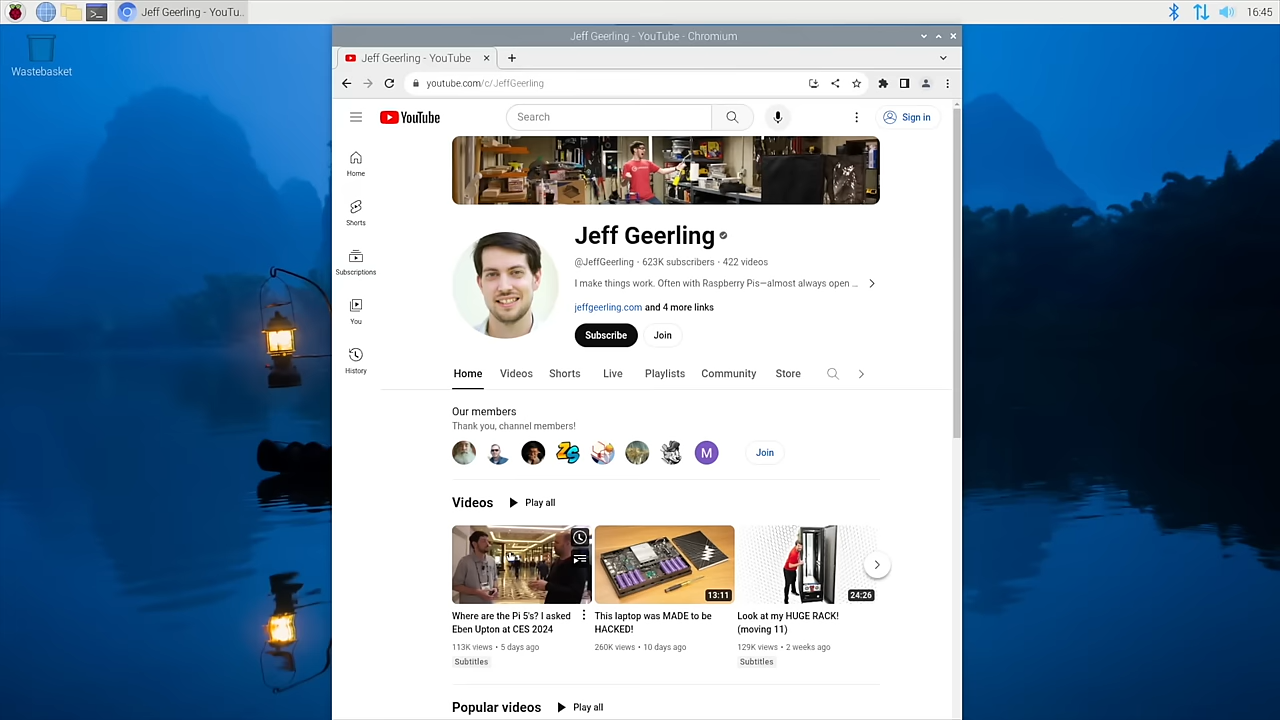 Jeff Geerling - YouTu..
16:45
Wastebasket
Jeff Geerling - YouTube - Chromium
Jeff Geerling - YouTube
youtube.com/c/JeffGeerling
YouTube
Search
Sign in
Home
Shorts
Subscriptions
You
History
Jeff Geerling
@JeffGeerling · 623K subscribers · 422 videos
I make things work. Often with Raspberry Pis—almost always open ...
jeffgeerling.com and 4 more links
Subscribe Join
Home Videos Shorts Live Playlists Community Store
Our members
Thank you, channel members!
M
Join
Videos Play all
13:11
24:26
Where are the Pi 5's? I asked
Eben Upton at CES 2024
113K views • 5 days ago
Subtitles
This laptop was MADE to be
HACKED!
260K views • 10 days ago
Look at my HUGE RACK!
(moving 11)
129K views • 2 weeks ago
Subtitles
Popular videos Play all